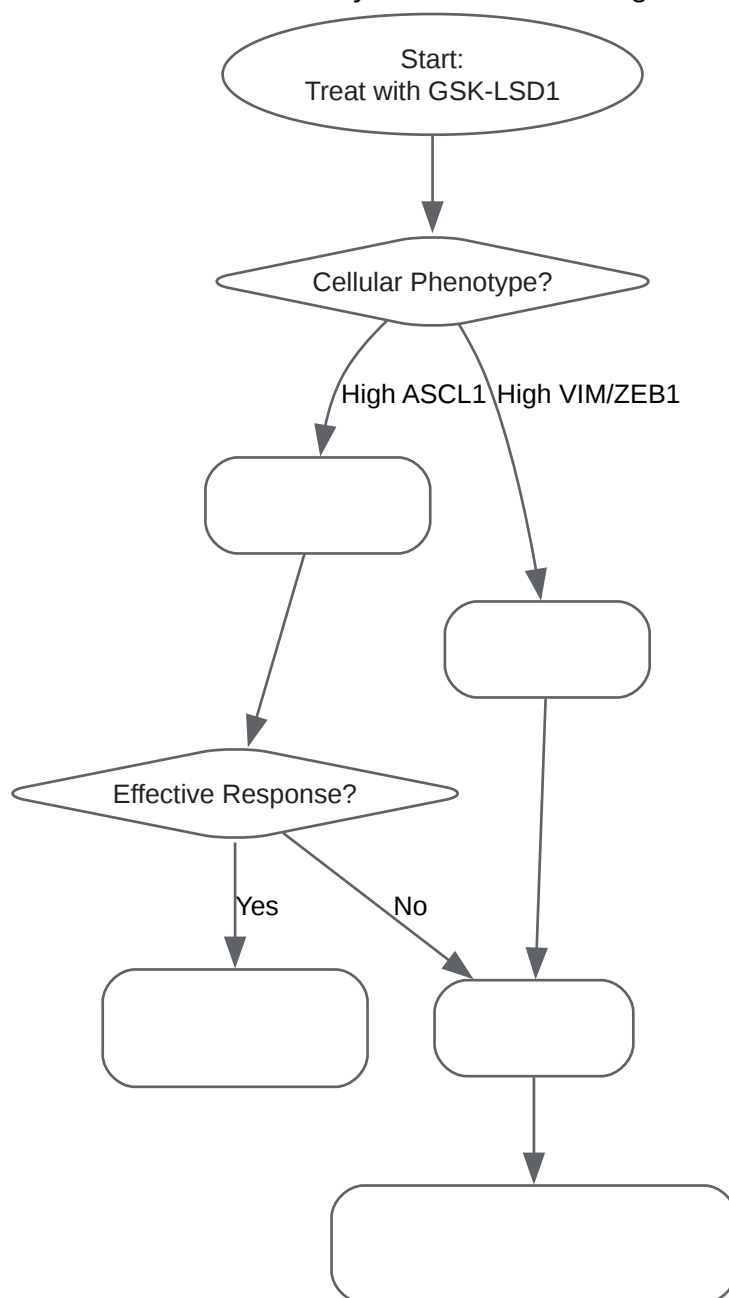 Start:
Treat with GSK-LSD1
Cellular Phenotype?
High ASCL1
High VIM/ZEB1
Effective Response?
Yes
No